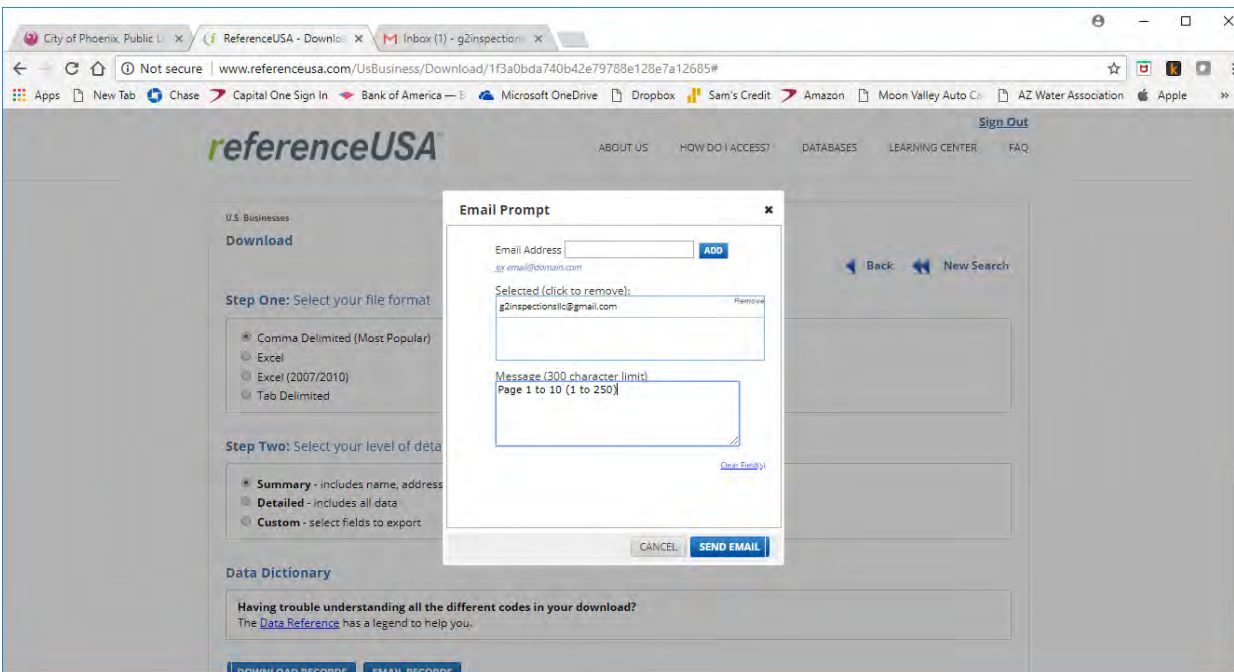 City of Phoenix, Public Li
ReferenceUSA - Downlo
Inbox (1) - g2inspection
Not secure | www.referenceusa.com/UsBusiness/Download/1f3a0bda740b42e79788e128e7a12685#
Apps New Tab Chase Capital One Sign In Bank of America — B Microsoft OneDrive Dropbox Sam's Credit Amazon Moon Valley Auto Ca AZ Water Association Apple »
Sign Out
referenceUSA
ABOUT US HOW DO I ACCESS? DATABASES LEARNING CENTER FAQ
U.S. Businesses
Download
Back New Search
Step One: Select your file format
Comma Delimited (Most Popular)
Excel
Excel (2007/2010)
Tab Delimited
Step Two: Select your level of deta
Summary - includes name, address
Detailed - includes all data
Custom - select fields to export
Data Dictionary
Having trouble understanding all the different codes in your download?
The Data Reference has a legend to help you.
DOWNLOAD RECORDS EMAIL RECORDS
Email Prompt
Email Address ADD
ex email@domain.com
Selected (click to remove):
g2inspectionsllc@gmail.com Remove
Message (300 character limit)
Page 1 to 10 (1 to 250)
Clear Field(s)
CANCEL SEND EMAIL